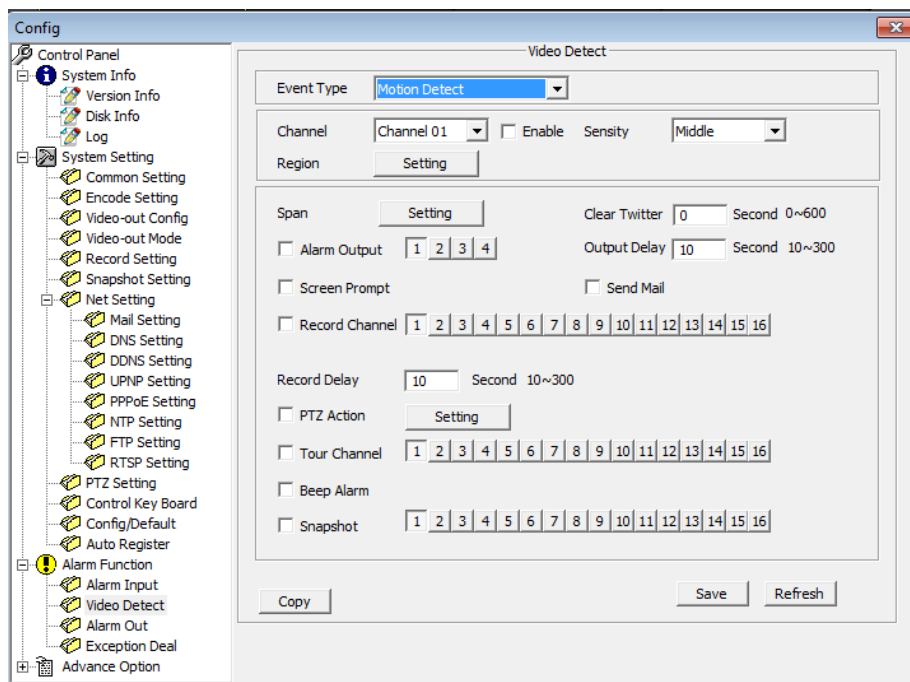 Config
Control Panel
System Info
Version Info
Disk Info
Log
System Setting
Common Setting
Encode Setting
Video-out Config
Video-out Mode
Record Setting
Snapshot Setting
Net Setting
Mail Setting
DNS Setting
DDNS Setting
UPNP Setting
PPPoE Setting
NTP Setting
FTP Setting
RTSP Setting
PTZ Setting
Control Key Board
Config/Default
Auto Register
Alarm Function
Alarm Input
Video Detect
Alarm Out
Exception Deal
Advance Option
Video Detect
Event Type Motion Detect
Channel Channel 01 Enable Sensity Middle
Region Setting
Span Setting Clear Twitter 0 Second 0~600
Alarm Output 1 2 3 4 Output Delay 10 Second 10~300
Screen Prompt Send Mail
Record Channel 1 2 3 4 5 6 7 8 9 10 11 12 13 14 15 16
Record Delay 10 Second 10~300
PTZ Action Setting
Tour Channel 1 2 3 4 5 6 7 8 9 10 11 12 13 14 15 16
Beep Alarm
Snapshot 1 2 3 4 5 6 7 8 9 10 11 12 13 14 15 16
Copy Save Refresh